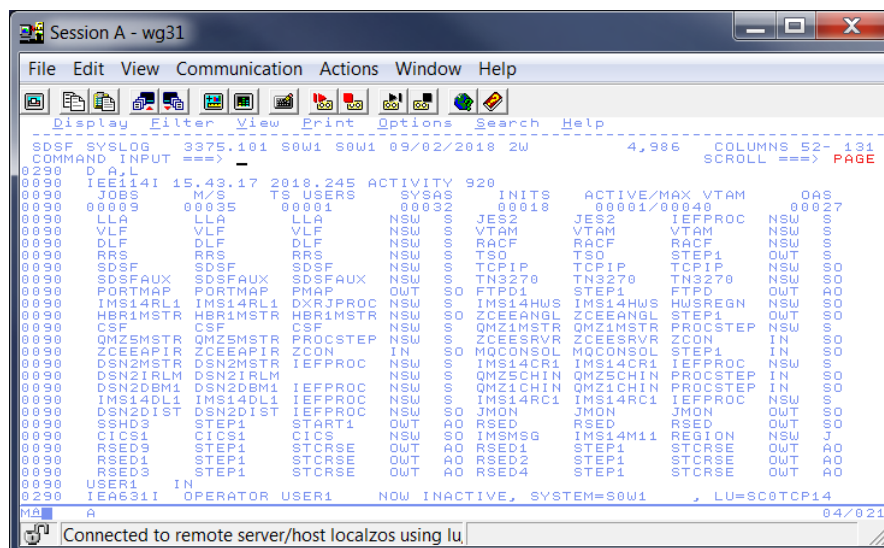 Session A - wg31
File Edit View Communication Actions Window Help
Display Filter View Print Options Search Help
SDSF SYSLOG 3375.101 S0W1 S0W1 09/02/2018 2W 4,986 COLUMNS 52- 131
COMMAND INPUT ===> SCROLL ===> PAGE
0290 D A,L
0090 IEE114I 15.43.17 2018.245 ACTIVITY 920
0090 JOBS M/S TS USERS SYSAS INITS ACTIVE/MAX VTAM OAS
0090 00009 00035 00001 00032 00018 00001/00040 00027
0090 LLA LLA LLA NSW S JES2 JES2 IEFPROC NSW S
0090 VLF VLF VLF NSW S VTAM VTAM VTAM NSW S
0090 DLF DLF DLF NSW S RACF RACF RACF NSW S
0090 RRS RRS RRS NSW S TSO TSO STEP1 OWT S
0090 SDSF SDSF SDSF NSW S TCPIP TCPIP TCPIP NSW SO
0090 SDSFAUX SDSFAUX SDSFAUX NSW S TN3270 TN3270 TN3270 NSW SO
0090 PORTMAP PORTMAP PMAP OWT SO FTPD1 STEP1 FTPD OWT AO
0090 IMS14RL1 IMS14RL1 DXRJPROC NSW S IMS14HWS IMS14HWS HWSREGN NSW S
0090 HBR1MSTR HBR1MSTR HBR1MSTR NSW SO ZCEEANGL ZCEEANGL STEP1 OWT SO
0090 CSF CSF CSF NSW S QMZ1MSTR QMZ1MSTR PROCSTEP NSW S
0090 QMZ5MSTR QMZ5MSTR PROCSTEP NSW S ZCEESRVR ZCEESRVR ZCON IN SO
0090 ZCEEAPIR ZCEEAPIR ZCON IN SO MQCONSOL MQCONSOL STEP1 IN SO
0090 DSN2MSTR DSN2MSTR IEFPROC NSW S IMS14CR1 IMS14CR1 IEFPROC NSW S
0090 DSN2IRLM DSN2IRLM NSW S QMZ5CHIN QMZ5CHIN PROCSTEP IN SO
0090 DSN2DBM1 DSN2DBM1 IEFPROC NSW S QMZ1CHIN QMZ1CHIN PROCSTEP IN SO
0090 IMS14DL1 IMS14DL1 IEFPROC NSW S IMS14RC1 IMS14RC1 IEFPROC NSW S
0090 DSN2DIST DSN2DIST IEFPROC NSW SO JMON JMON JMON OWT SO
0090 SSHD3 STEP1 START1 OWT AO RSED RSED RSED OWT SO
0090 CICS1 CICS1 CICS NSW SO IMSMSG IMS14M11 REGION NSW J
0090 RSED9 STEP1 STCRSE OWT AO RSED1 STEP1 STCRSE OWT AO
0090 RSED1 STEP1 STCRSE OWT AO RSED2 STEP1 STCRSE OWT AO
0090 RSED3 STEP1 STCRSE OWT AO RSED4 STEP1 STCRSE OWT AO
0090 USER1 IN
0290 IEA631I OPERATOR USER1 NOW INACTIVE, SYSTEM=S0W1 , LU=SC0TCP14
MA A 04/021
Connected to remote server/host localzos using lu